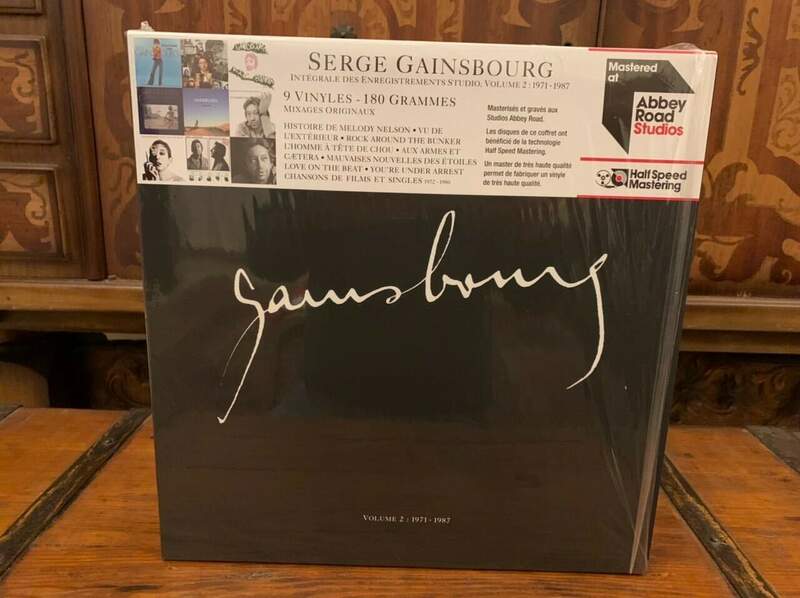 SERGE GAINSBOURG
INTÉGRALE DES ENREGISTREMENTS STUDIO, VOLUME 2 : 1971 - 1987
9 VINYLES - 180 GRAMMES
MIXAGES ORIGINAUX
HISTOIRE DE MELODY NELSON • VU DE
L'EXTÉRIEUR • ROCK AROUND THE BUNKER
L'HOMME À TÊTE DE CHOU • AUX ARMES ET
CÆTERA • MAUVAISES NOUVELLES DES ÉTOILES
LOVE ON THE BEAT • YOU'RE UNDER ARREST
CHANSONS DE FILMS ET SINGLES 1972 - 1986
Masterisés et gravés aux
Studios Abbey Road.
Les disques de ce coffret ont
bénéficié de la technologie
Half Speed Mastering.
Un master de très haute qualité
permet de fabriquer un vinyle
de très haute qualité.
Mastered
at
Abbey
Road
Studios
Half Speed
Mastering
gainsbourg
VOLUME 2 : 1971 - 1987